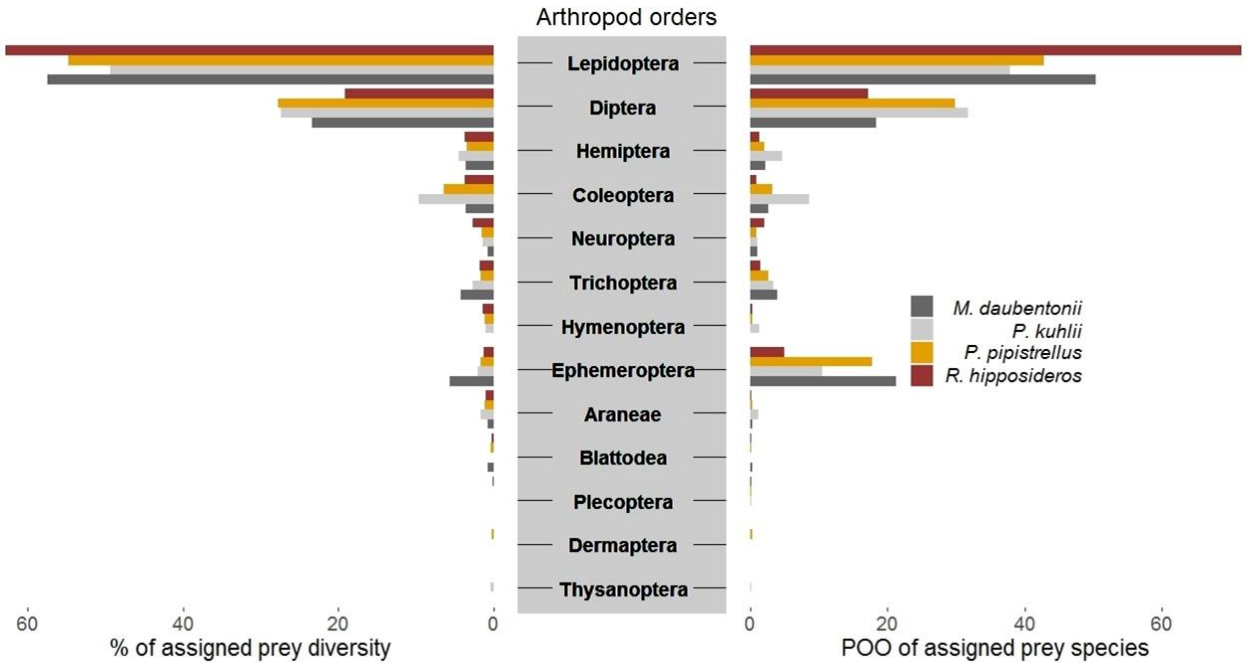 Arthropod orders
Lepidoptera
Diptera
Hemiptera
Coleoptera
Neuroptera
Trichoptera
Hymenoptera
Ephemeroptera
Araneae
Blattodea
Plecoptera
Dermaptera
Thysanoptera
M. daubentonii
P. kuhlii
P. pipistrellus
R. hipposideros
60 40 20 0
% of assigned prey diversity
0 20 40 60
POO of assigned prey species